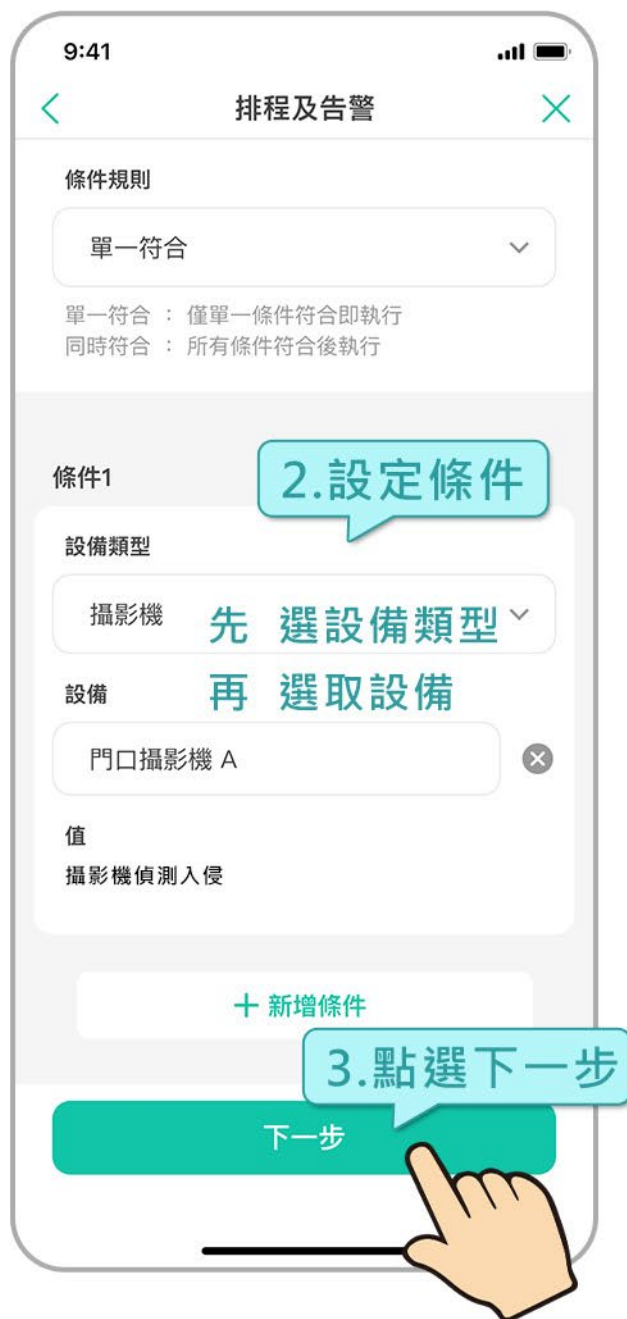 9:41
排程及告警
條件規則
單一符合
單一符合 ： 僅單一條件符合即執行
同時符合 ： 所有條件符合後執行
條件1
2.設定條件
設備類型
攝影機
先 選設備類型
設備
再 選取設備
門口攝影機 A
值
攝影機偵測入侵
＋ 新增條件
3.點選下一步
下一步